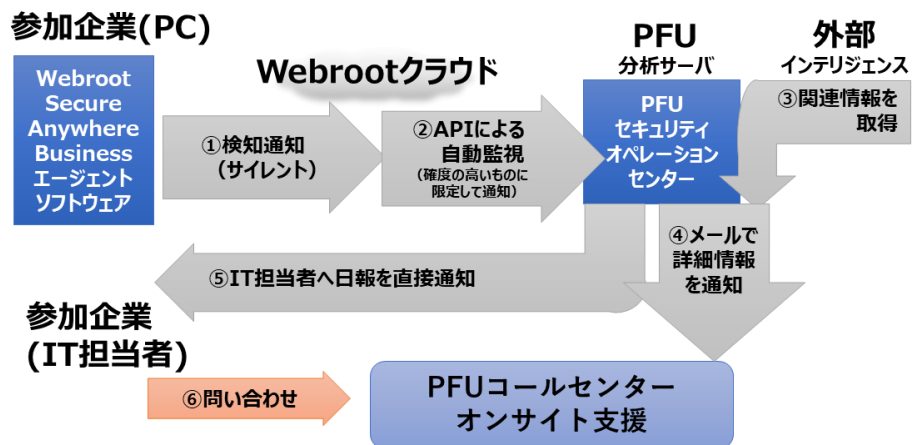 参加企業(PC)
Webroot
Secure
Anywhere
Business
エージェント
ソフトウェア
Webrootクラウド
①検知通知
（サイレント）
②APIによる
自動監視
（確度の高いものに
限定して通知）
PFU
分析サーバ
PFU
セキュリティ
オペレーション
センター
外部
インテリジェンス
③関連情報を
取得
④メールで
詳細情報
を通知
⑤IT担当者へ日報を直接通知
参加企業
(IT担当者)
⑥問い合わせ
PFUコールセンター
オンサイト支援